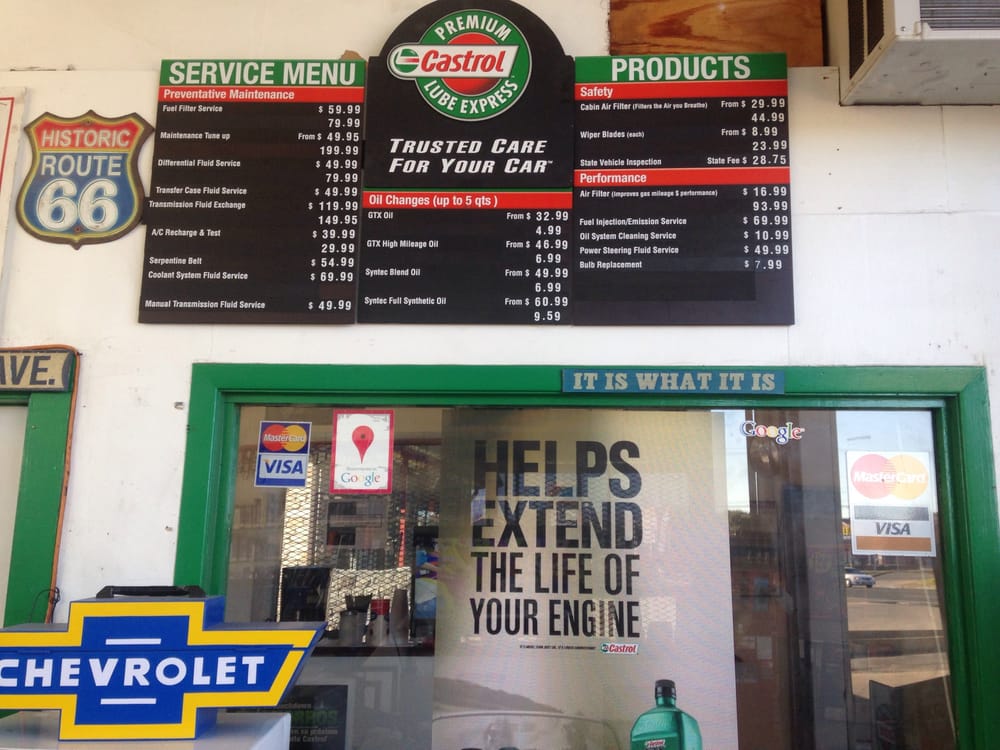 HISTORIC
ROUTE
66
SERVICE MENU
Preventative Maintenance
Fuel Filter Service $ 59.99
79.99
Maintenance Tune up From $ 49.95
199.99
Differential Fluid Service $ 49.99
79.99
Transfer Case Fluid Service $ 49.99
Transmission Fluid Exchange $ 119.99
149.95
A/C Recharge & Test $ 39.99
29.99
Serpentine Belt $ 54.99
Coolant System Fluid Service $ 69.99
Manual Transmission Fluid Service $ 49.99
PREMIUM
Castrol
LUBE EXPRESS
TRUSTED CARE
FOR YOUR CAR™
Oil Changes (up to 5 qts )
GTX Oil From $ 32.99
4.99
GTX High Mileage Oil From $ 46.99
6.99
Syntec Blend Oil From $ 49.99
6.99
Syntec Full Synthetic Oil From $ 60.99
9.59
PRODUCTS
Safety
Cabin Air Filter (Filters the Air you Breathe) From $ 29.99
44.99
Wiper Blades (each) From $ 8.99
23.99
State Vehicle Inspection State Fee $ 28.75
Performance
Air Filter (improves gas mileage $ performance) $ 16.99
93.99
Fuel Injection/Emission Service $ 69.99
Oil System Cleaning Service $ 10.99
Power Steering Fluid Service $ 49.99
Bulb Replacement $ 7.99
AVE.
IT IS WHAT IT IS
MasterCard
VISA
Google
Google
MasterCard
VISA
HELPS
EXTEND
THE LIFE OF
YOUR ENGINE
Castrol
CHEVROLET
Castrol